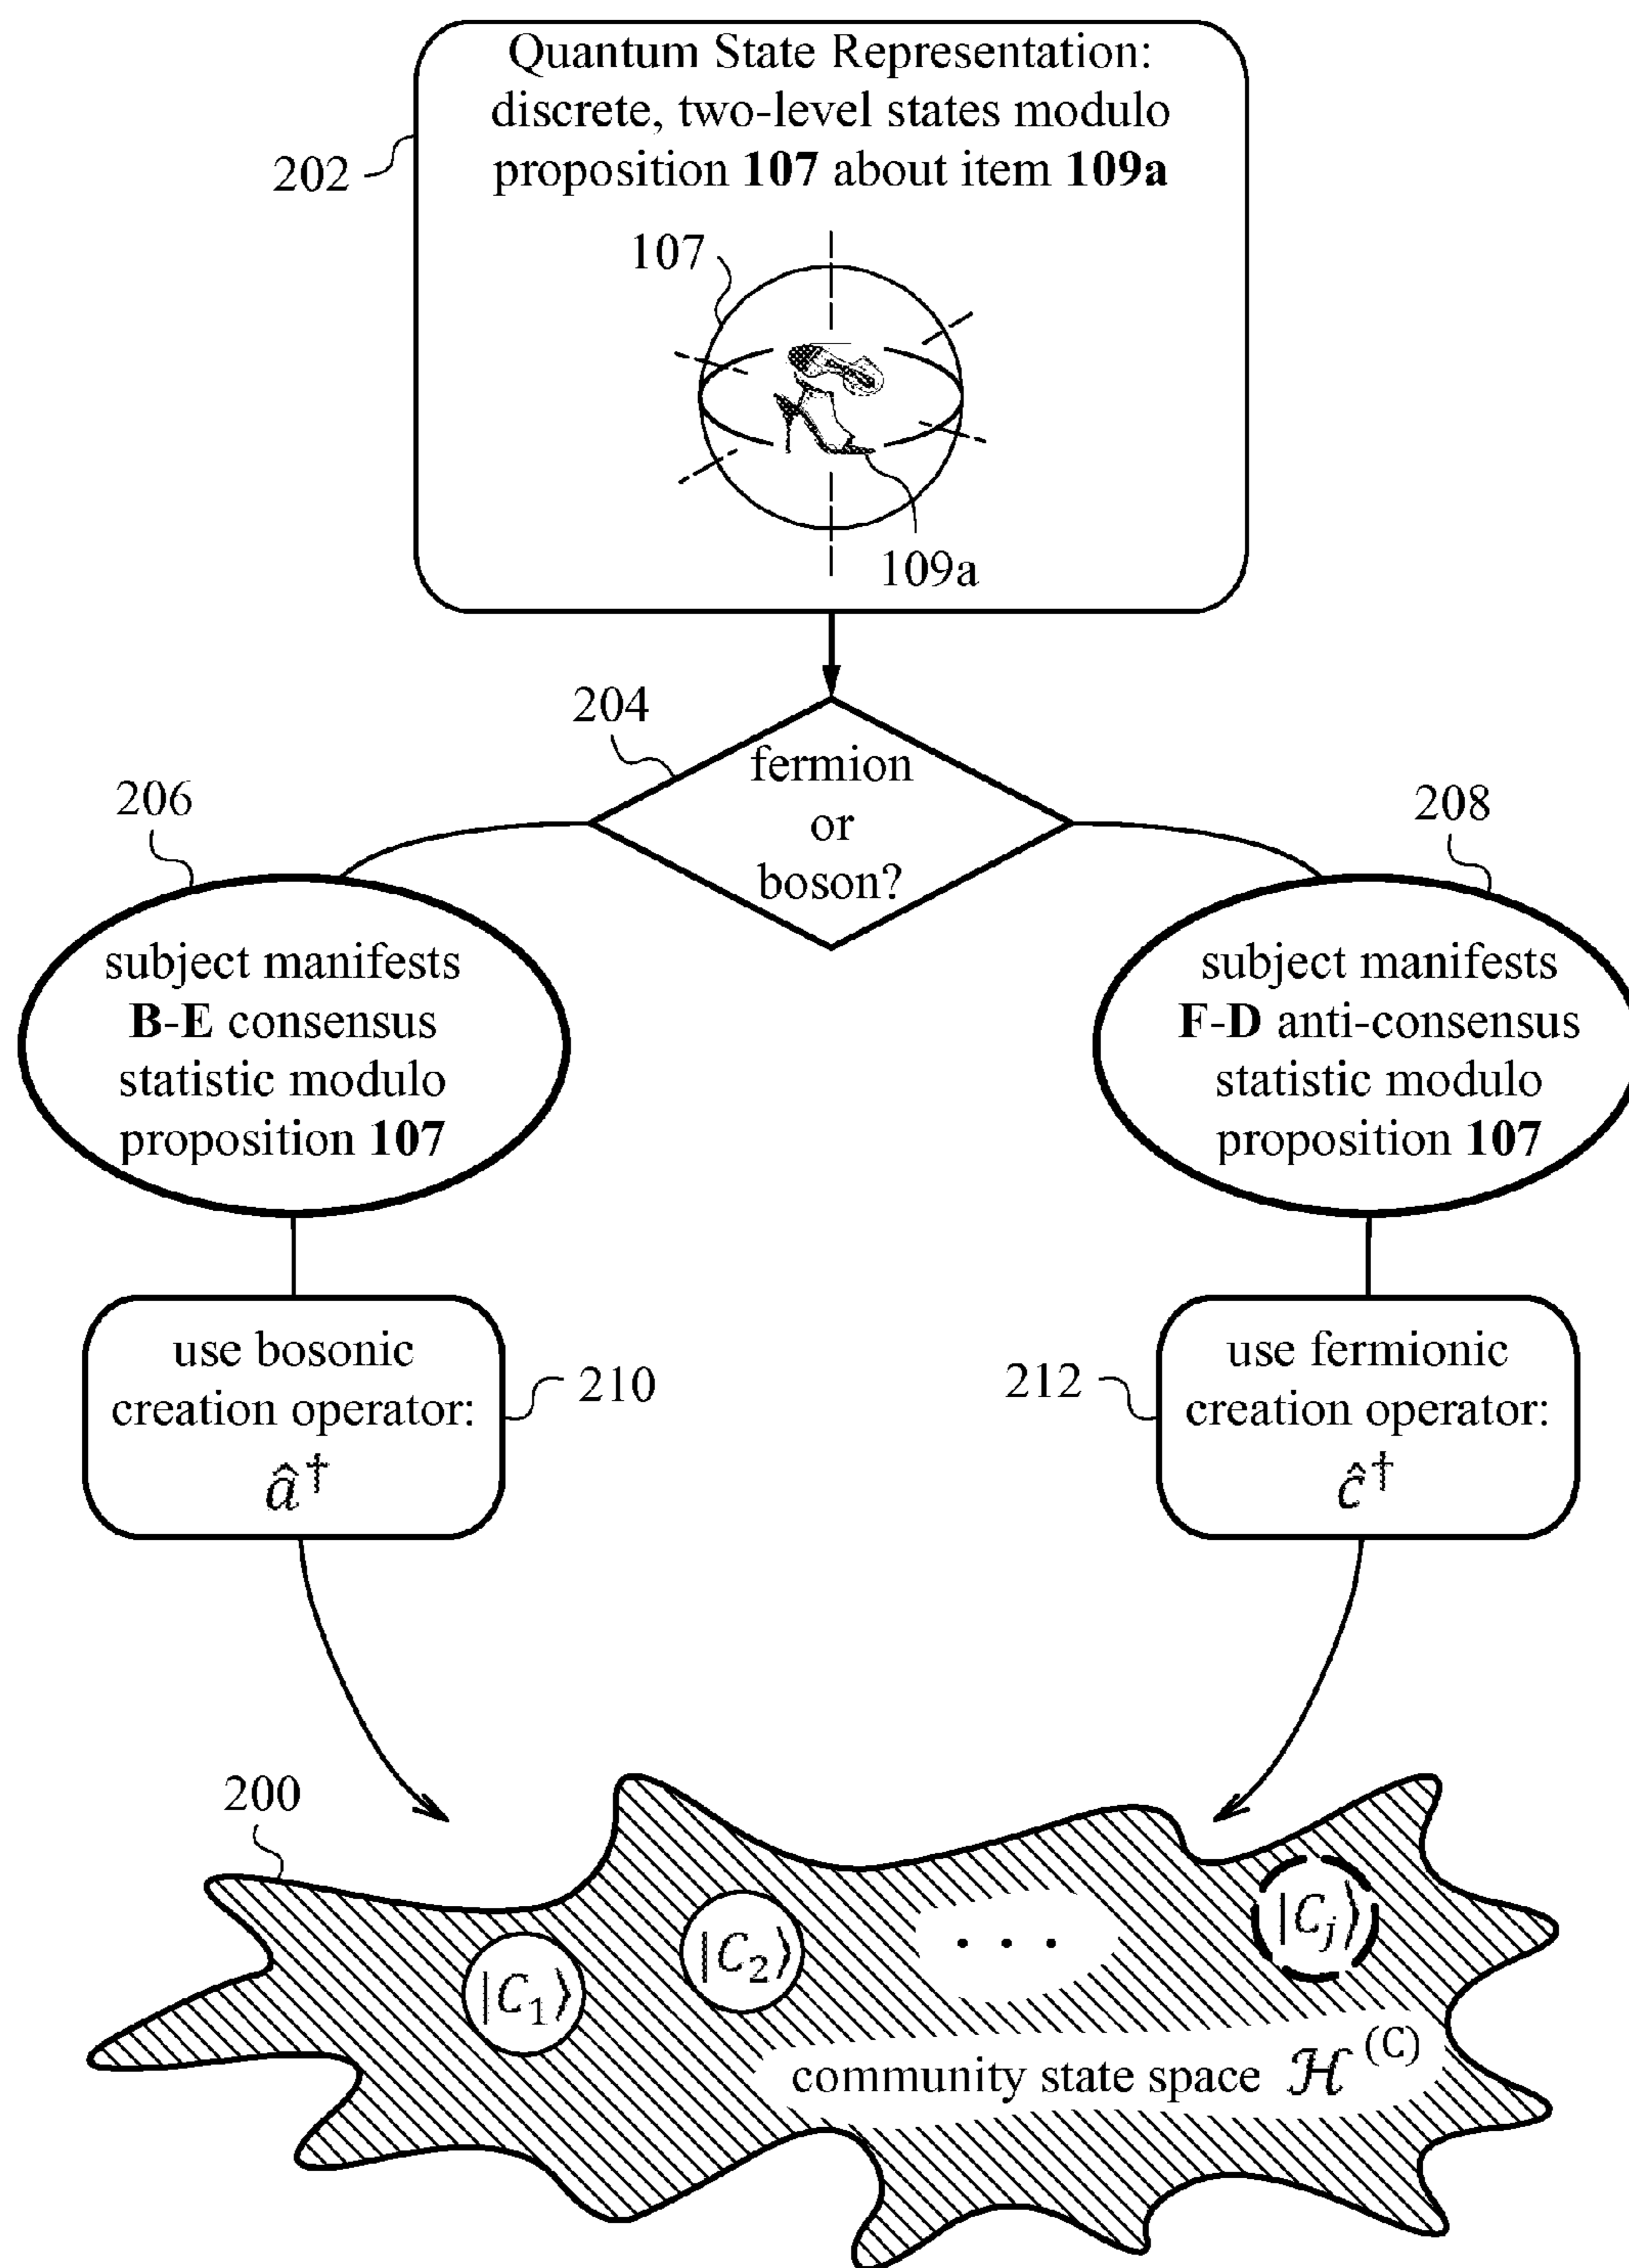 Quantum State Representation:
discrete, two-level states modulo
proposition 107 about item 109a
202
107
109a
204
fermion
or
boson?
206
208
subject manifests
B-E consensus
statistic modulo
proposition 107
subject manifests
F-D anti-consensus
statistic modulo
proposition 107
use bosonic
creation operator:
â†
210
212
use fermionic
creation operator:
ĉ†
200
|C₁⟩
|C₂⟩
• • •
|Cⱼ⟩
community state space ℋ⁽ᶜ⁾